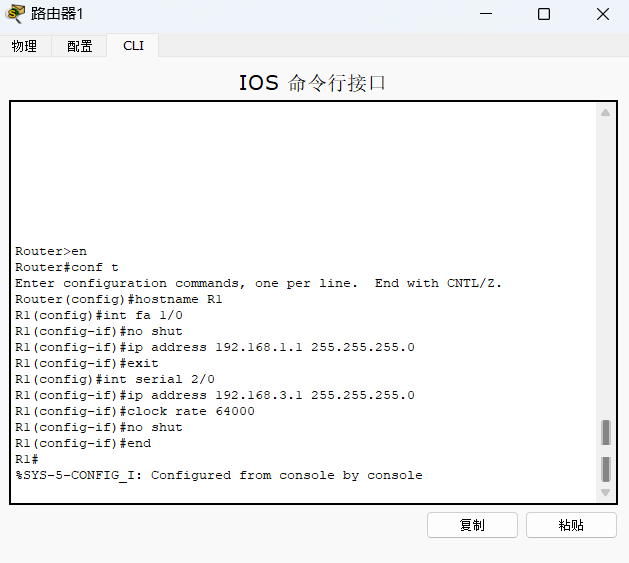 路由器1
物理 配置 CLI
IOS 命令行接口
Router>en
Router#conf t
Enter configuration commands, one per line.  End with CNTL/Z.
Router(config)#hostname R1
R1(config)#int fa 1/0
R1(config-if)#no shut
R1(config-if)#ip address 192.168.1.1 255.255.255.0
R1(config-if)#exit
R1(config)#int serial 2/0
R1(config-if)#ip address 192.168.3.1 255.255.255.0
R1(config-if)#clock rate 64000
R1(config-if)#no shut
R1(config-if)#end
R1#
%SYS-5-CONFIG_I: Configured from console by console
复制 粘贴